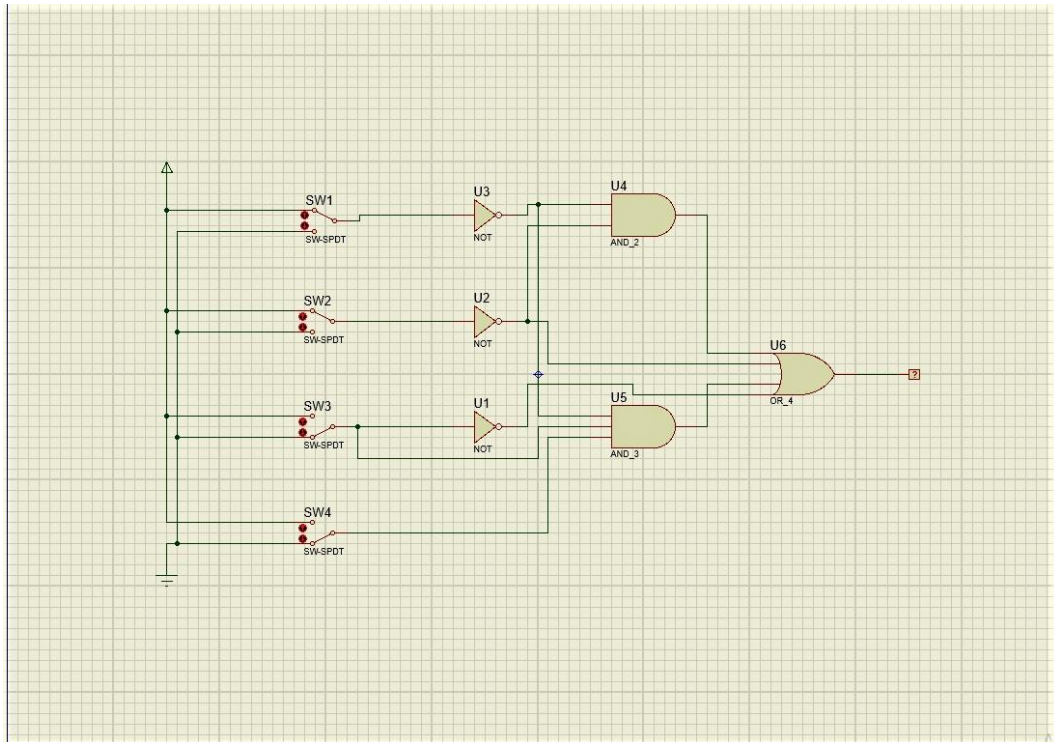 SW1
SW-SPDT
U3
NOT
U4
AND_2
SW2
SW-SPDT
U2
NOT
U6
OR_4
?
SW3
SW-SPDT
U1
NOT
U5
AND_3
SW4
SW-SPDT